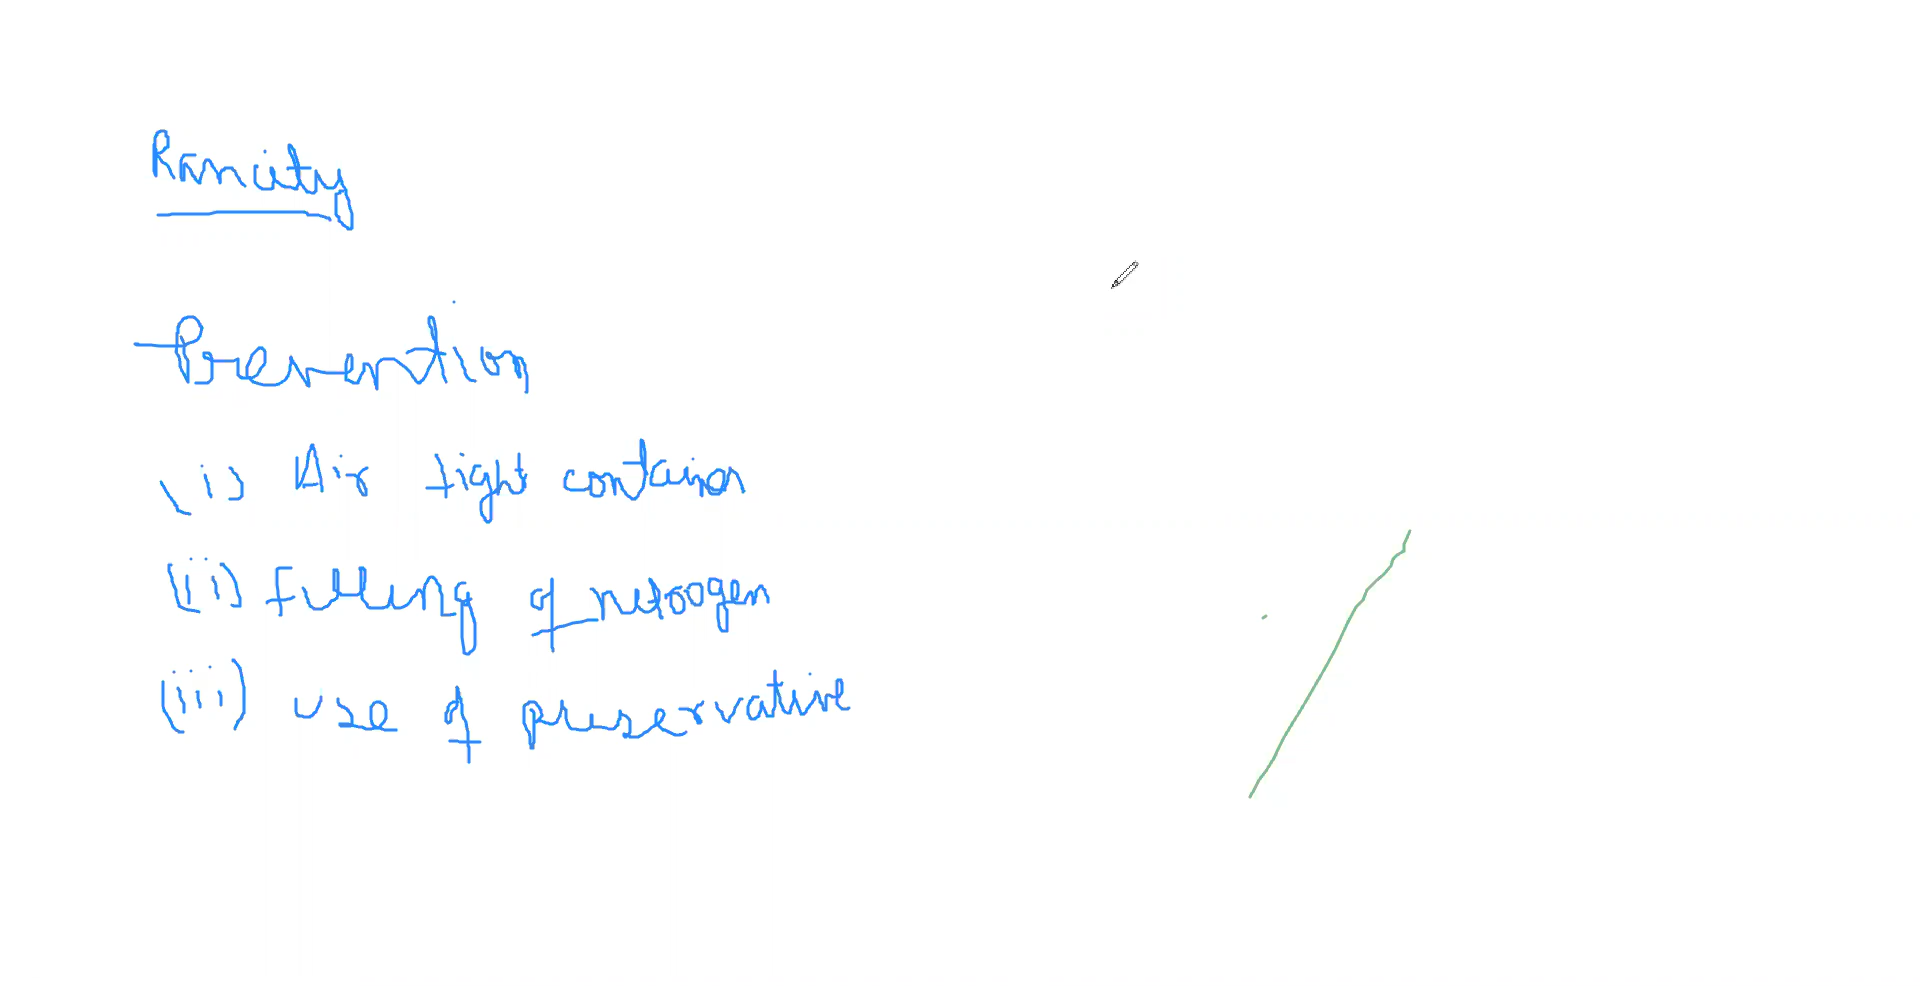 Rancity
Prevention
(i) Air tight container
(ii) filling of nitrogen
(iii) use of preservative